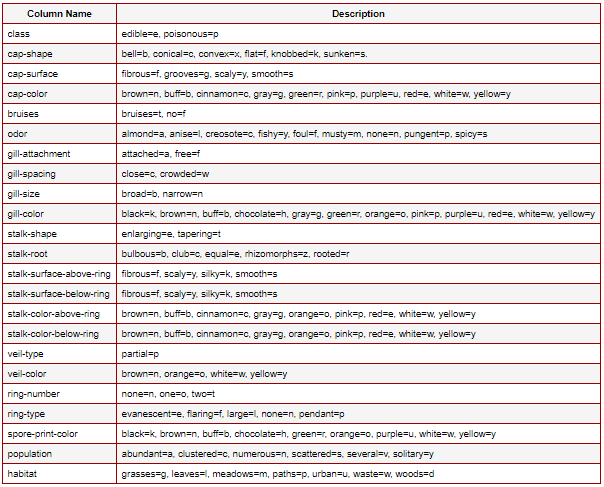 Column Name Description
class edible=e, poisonous=p
cap-shape bell=b, conical=c, convex=x, flat=f, knobbed=k, sunken=s.
cap-surface fibrous=f, grooves=g, scaly=y, smooth=s
cap-color brown=n, buff=b, cinnamon=c, gray=g, green=r, pink=p, purple=u, red=e, white=w, yellow=y
bruises bruises=t, no=f
odor almond=a, anise=l, creosote=c, fishy=y, foul=f, musty=m, none=n, pungent=p, spicy=s
gill-attachment attached=a, free=f
gill-spacing close=c, crowded=w
gill-size broad=b, narrow=n
gill-color black=k, brown=n, buff=b, chocolate=h, gray=g, green=r, orange=o, pink=p, purple=u, red=e, white=w, yellow=y
stalk-shape enlarging=e, tapering=t
stalk-root bulbous=b, club=c, equal=e, rhizomorphs=z, rooted=r
stalk-surface-above-ring fibrous=f, scaly=y, silky=k, smooth=s
stalk-surface-below-ring fibrous=f, scaly=y, silky=k, smooth=s
stalk-color-above-ring brown=n, buff=b, cinnamon=c, gray=g, orange=o, pink=p, red=e, white=w, yellow=y
stalk-color-below-ring brown=n, buff=b, cinnamon=c, gray=g, orange=o, pink=p, red=e, white=w, yellow=y
veil-type partial=p
veil-color brown=n, orange=o, white=w, yellow=y
ring-number none=n, one=o, two=t
ring-type evanescent=e, flaring=f, large=l, none=n, pendant=p
spore-print-color black=k, brown=n, buff=b, chocolate=h, green=r, orange=o, purple=u, white=w, yellow=y
population abundant=a, clustered=c, numerous=n, scattered=s, several=v, solitary=y
habitat grasses=g, leaves=l, meadows=m, paths=p, urban=u, waste=w, woods=d